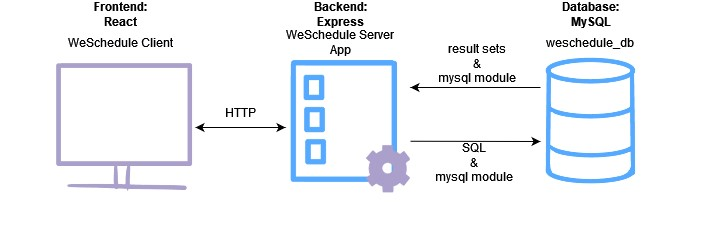 Frontend:
React
WeSchedule Client
Backend:
Express
WeSchedule Server
App
Database:
MySQL
weschedule_db
HTTP
result sets
&
mysql module
SQL
&
mysql module